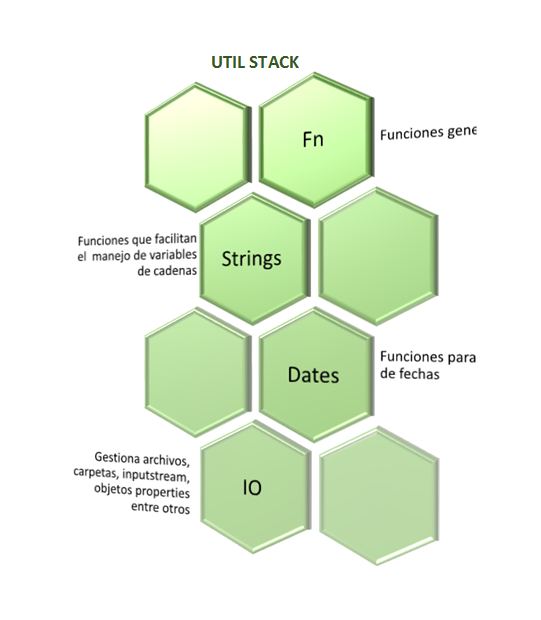 UTIL STACK
Fn
Funciones gene
Funciones que facilitan
el manejo de variables
de cadenas
Strings
Dates
Funciones para
de fechas
Gestiona archivos,
carpetas, inputstream,
objetos properties
entre otros
IO